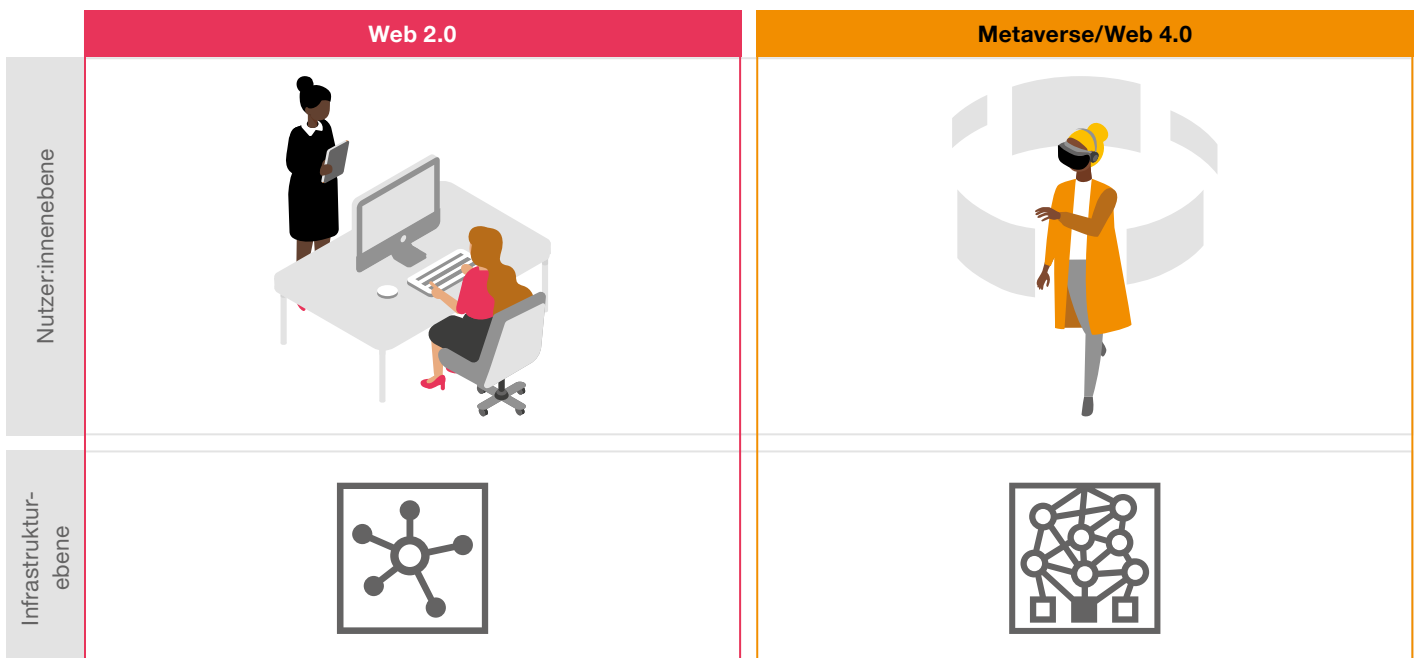 Web 2.0
Metaverse/Web 4.0
Nutzer:innenebene
Infrastruktur-
ebene